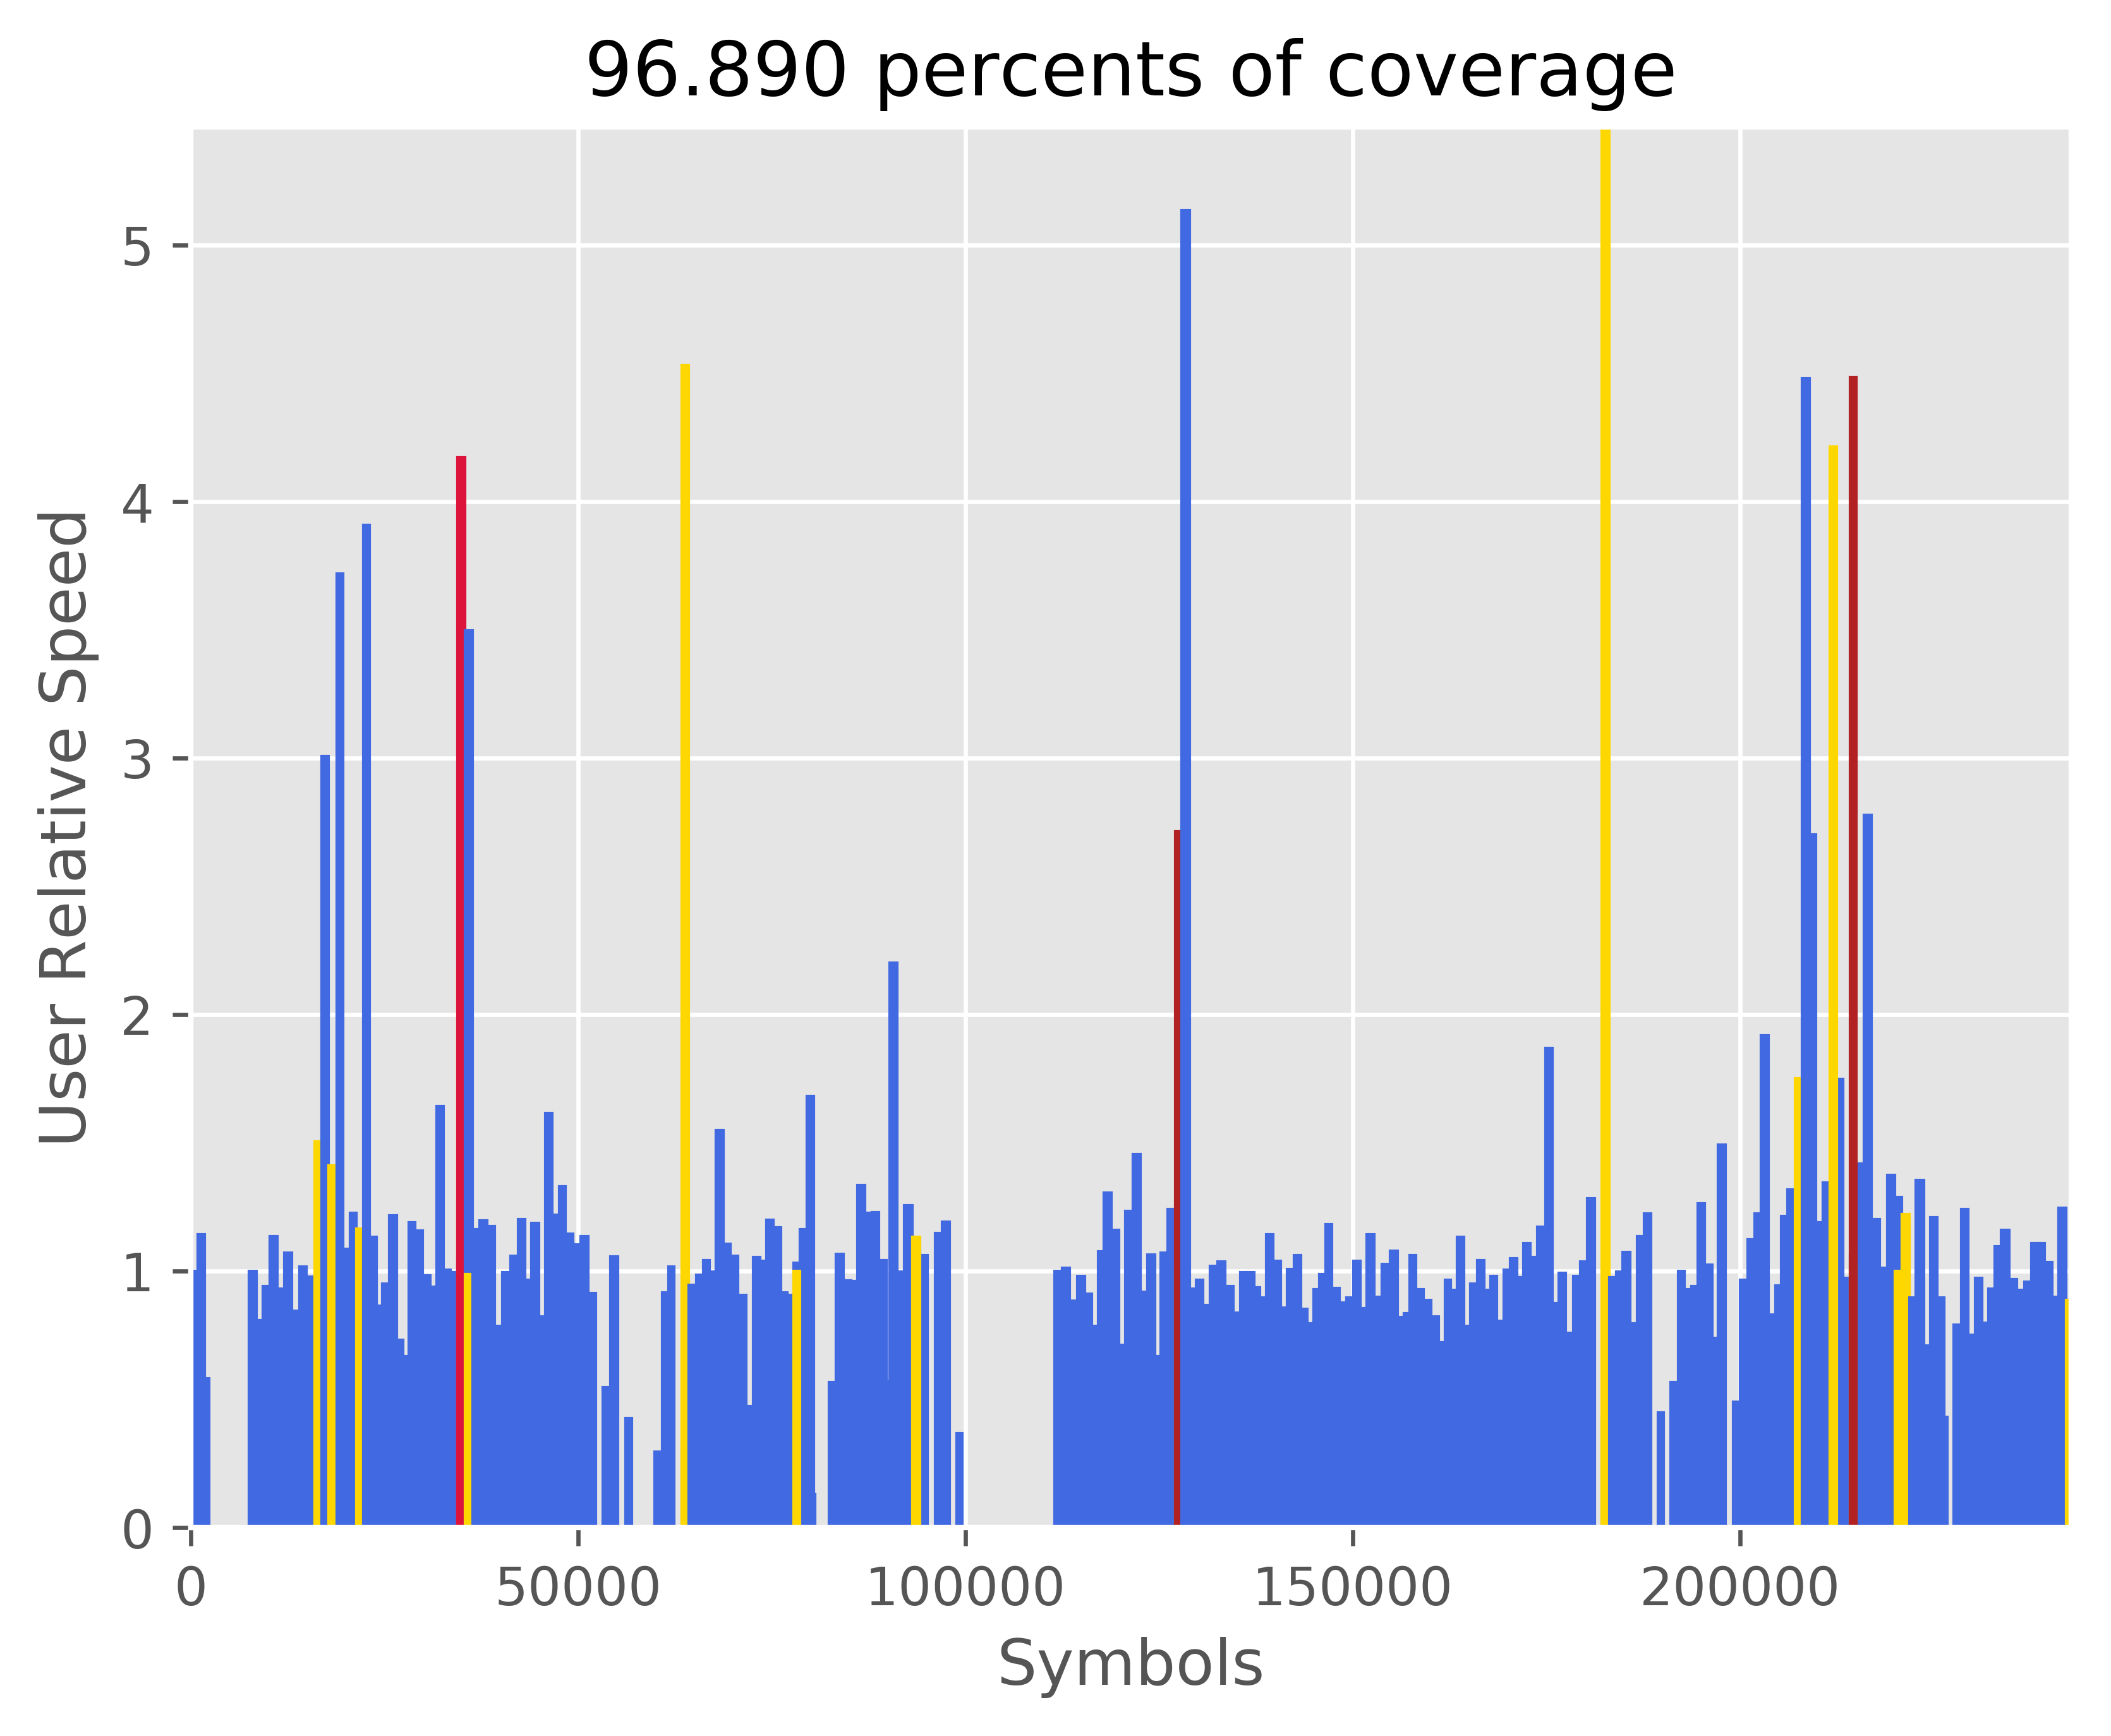 96.890 percents of coverage
User Relative Speed
5
4
3
2
1
0
0 50000 100000 150000 200000
Symbols